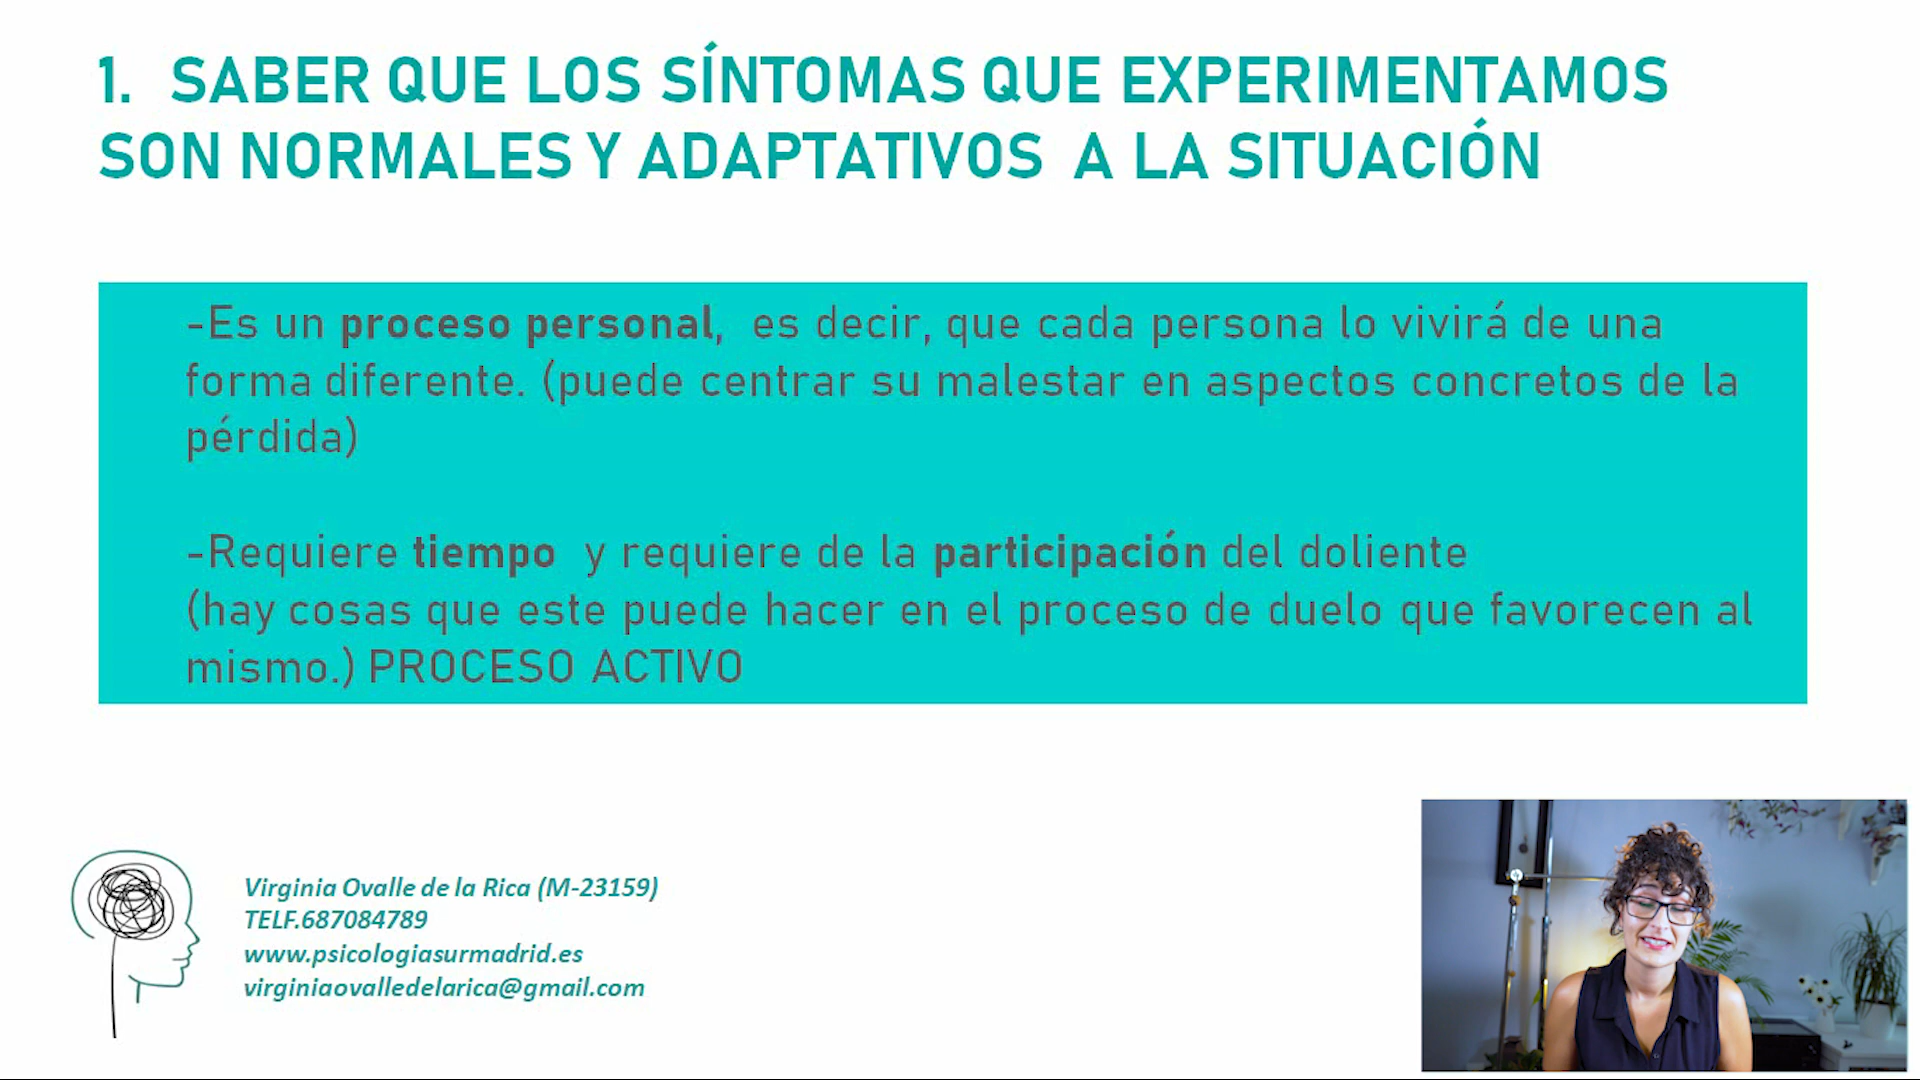 1. SABER QUE LOS SÍNTOMAS QUE EXPERIMENTAMOS
SON NORMALES Y ADAPTATIVOS A LA SITUACIÓN
-Es un proceso personal, es decir, que cada persona lo vivirá de una
forma diferente. (puede centrar su malestar en aspectos concretos de la
pérdida)
-Requiere tiempo y requiere de la participación del doliente
(hay cosas que este puede hacer en el proceso de duelo que favorecen al
mismo.) PROCESO ACTIVO
Virginia Ovalle de la Rica (M-23159)
TELF.687084789
www.psicologiasurmadrid.es
virginiaovalledelarica@gmail.com